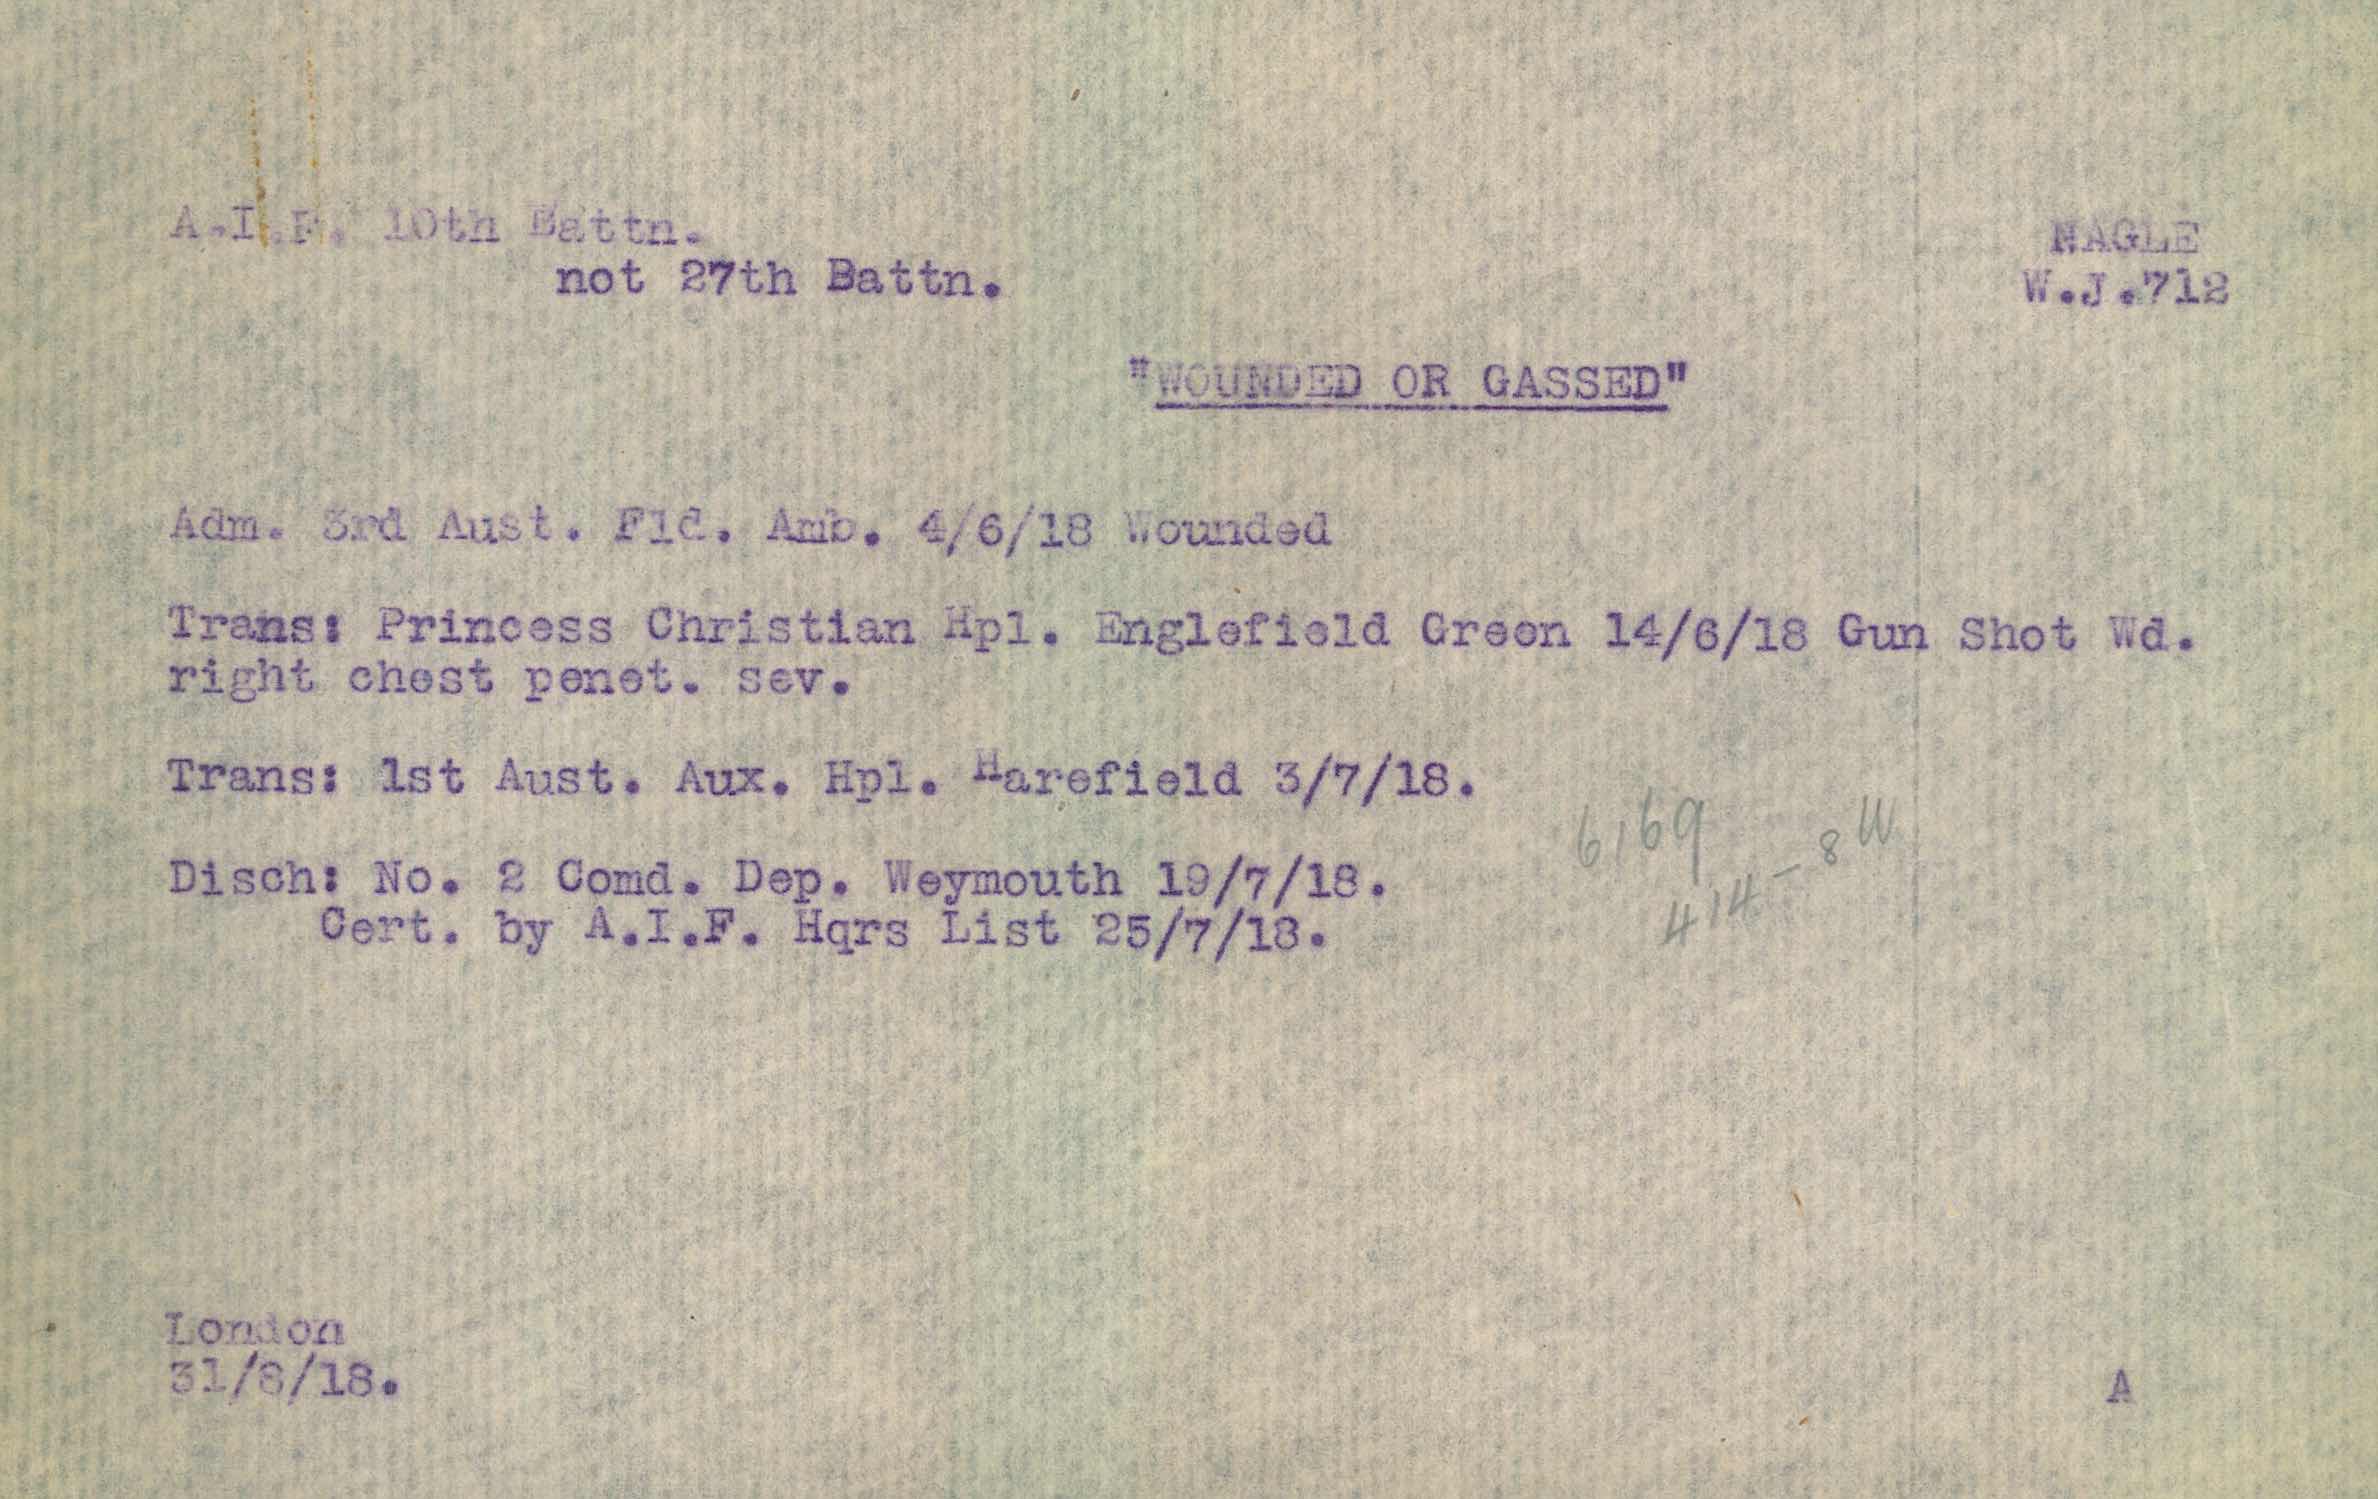 A.I.F. 10th Battn.
not 27th Battn.
NAGLE
W.J.712
"WOUNDED OR GASSED"
Adm. 3rd Aust. Fld. Amb. 4/6/18 Wounded
Trans: Princess Christian Hpl. Englefield Green 14/6/18 Gun Shot Wd.
right chest penet. sev.
Trans: 1st Aust. Aux. Hpl. Harefield 3/7/18.
Disch: No. 2 Comd. Dep. Weymouth 19/7/18.
Cert. by A.I.F. Hqrs List 25/7/18.
6169
414-8W
London
31/8/18.
A